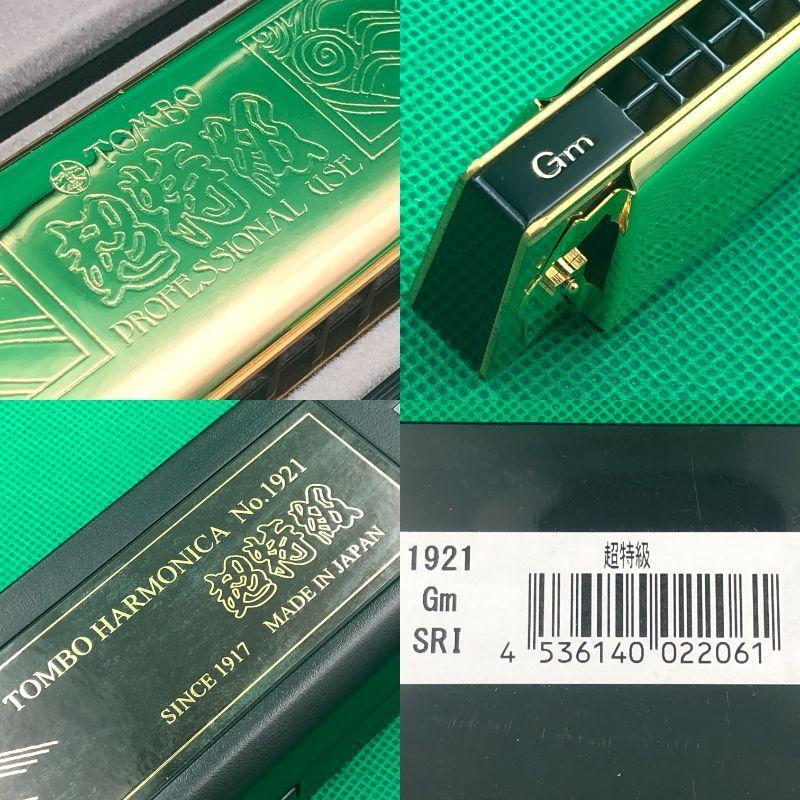 TOMBO
超特級
PROFESSIONAL USE
Gm
TOMBO HARMONICA No.1921
超特級
SINCE 1917 MADE IN JAPAN
1921 超特級
Gm
SRI
4 536140 022061